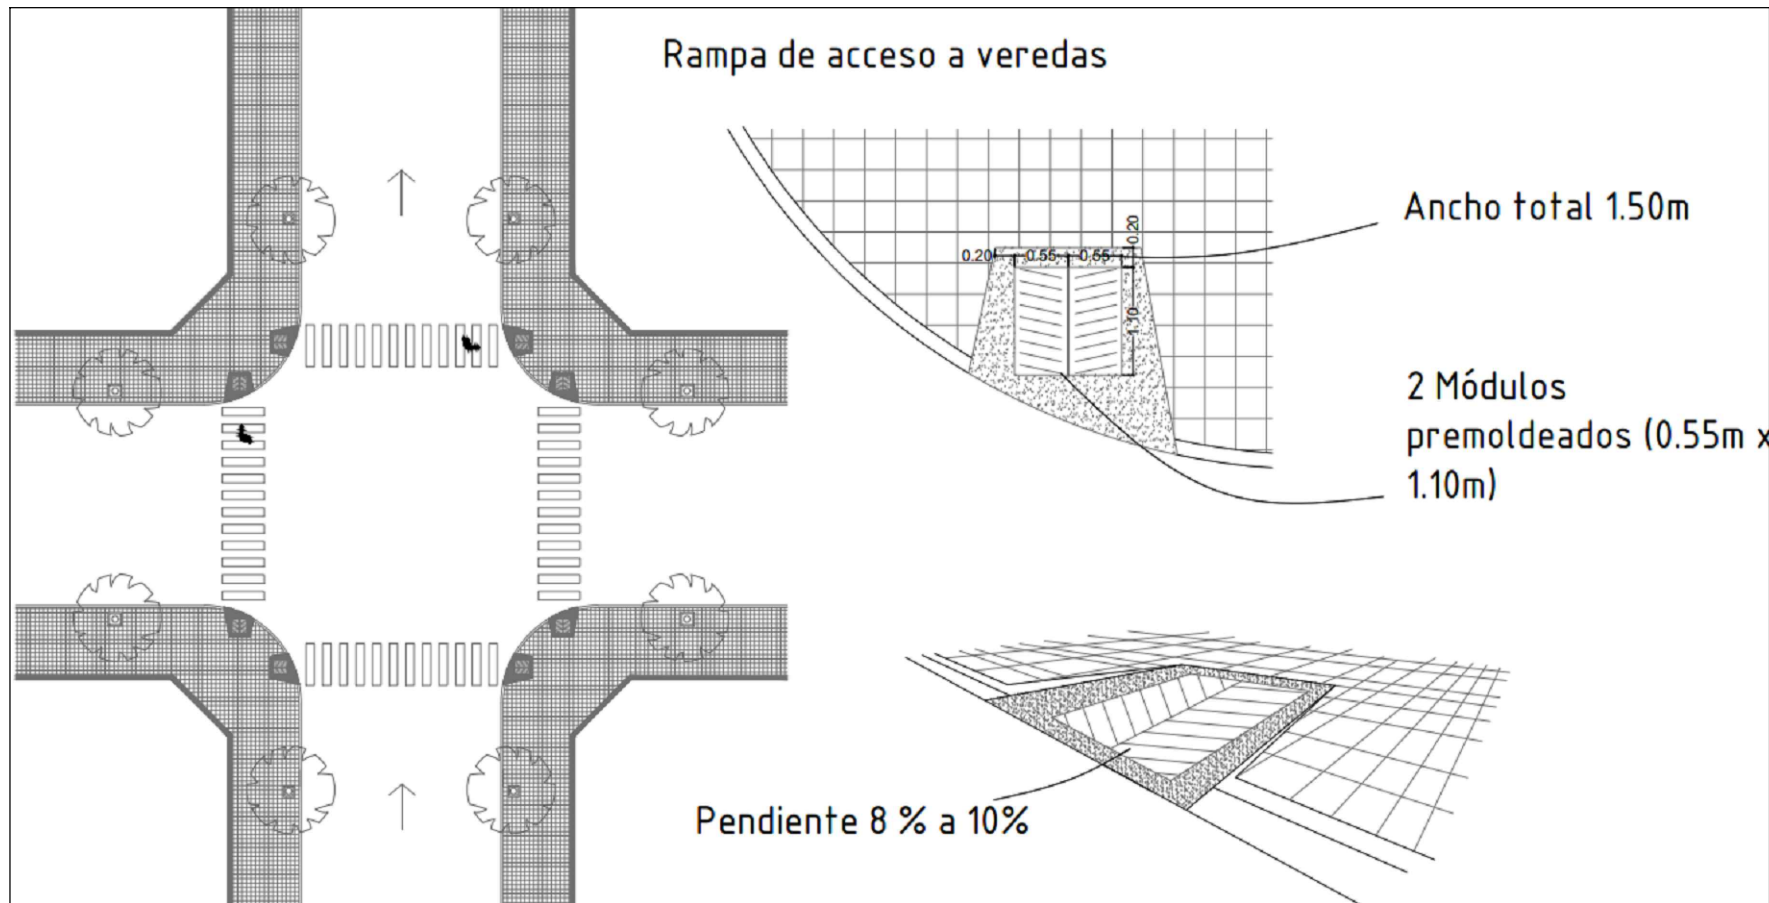 Rampa de acceso a veredas
Ancho total 1.50m
0.20
0.20 0.55 0.55
1.10
2 Módulos
premoldeados (0.55m x
1.10m)
Pendiente 8 % a 10%